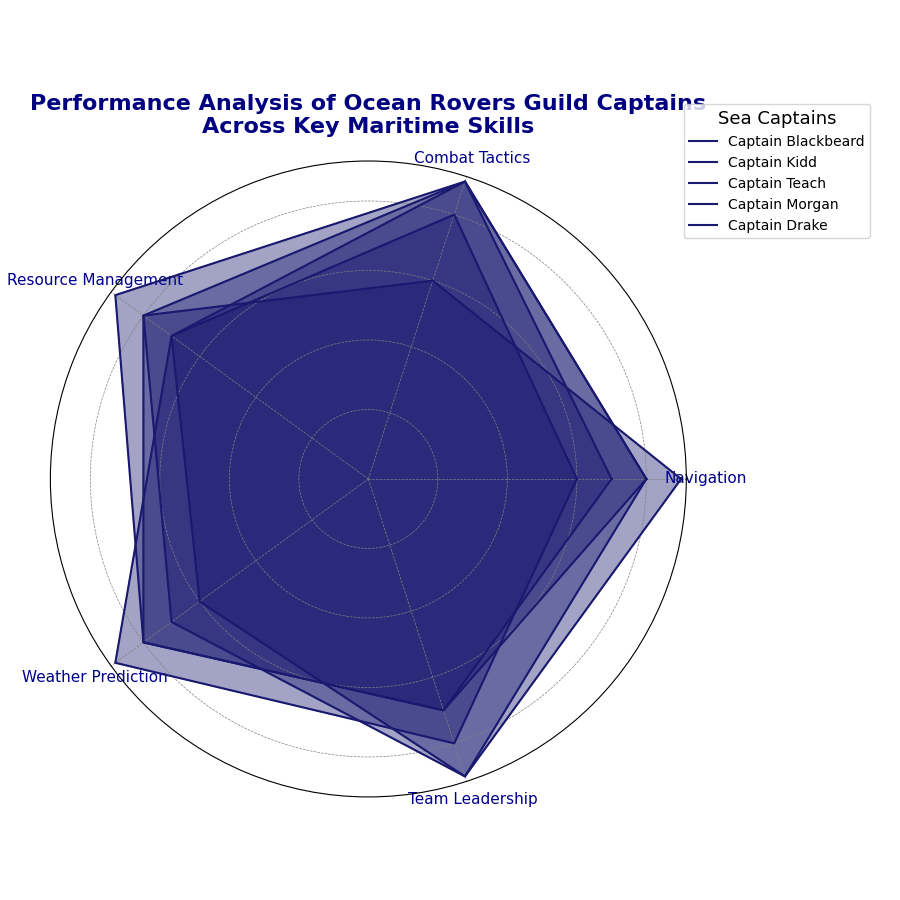 Performance Analysis of Ocean Rovers Guild Captains
Across Key Maritime Skills
Sea Captains
Captain Blackbeard
Captain Kidd
Captain Teach
Captain Morgan
Captain Drake
Combat Tactics
Resource Management
Navigation
Weather Prediction
Team Leadership